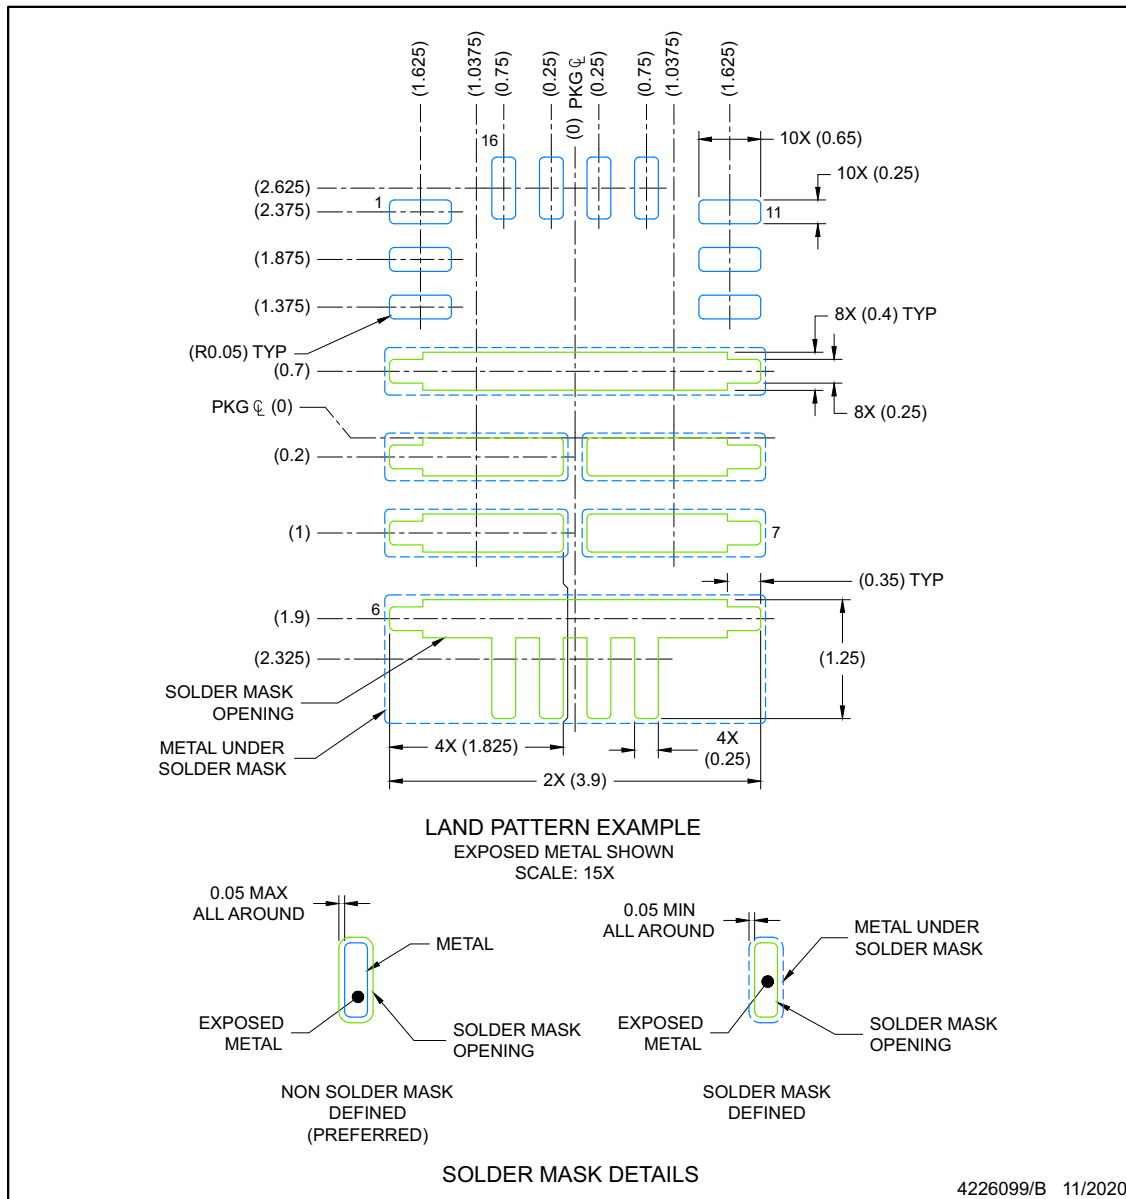 (1.625)
(1.0375)
(0.75)
(0.25)
(0) PKG ℄
(0.25)
(0.75)
(1.0375)
(1.625)
16
10X (0.65)
10X (0.25)
(2.625)
1
(2.375)
11
(1.875)
(1.375)
8X (0.4) TYP
(R0.05) TYP
(0.7)
PKG ℄ (0)
8X (0.25)
(0.2)
(1)
7
(0.35) TYP
6
(1.9)
(2.325)
(1.25)
SOLDER MASK
OPENING
METAL UNDER
SOLDER MASK
4X (1.825)
4X
(0.25)
2X (3.9)
LAND PATTERN EXAMPLE
EXPOSED METAL SHOWN
SCALE: 15X
0.05 MAX
ALL AROUND
METAL
EXPOSED
METAL
SOLDER MASK
OPENING
NON SOLDER MASK
DEFINED
(PREFERRED)
0.05 MIN
ALL AROUND
METAL UNDER
SOLDER MASK
EXPOSED
METAL
SOLDER MASK
OPENING
SOLDER MASK
DEFINED
SOLDER MASK DETAILS
4226099/B 11/2020